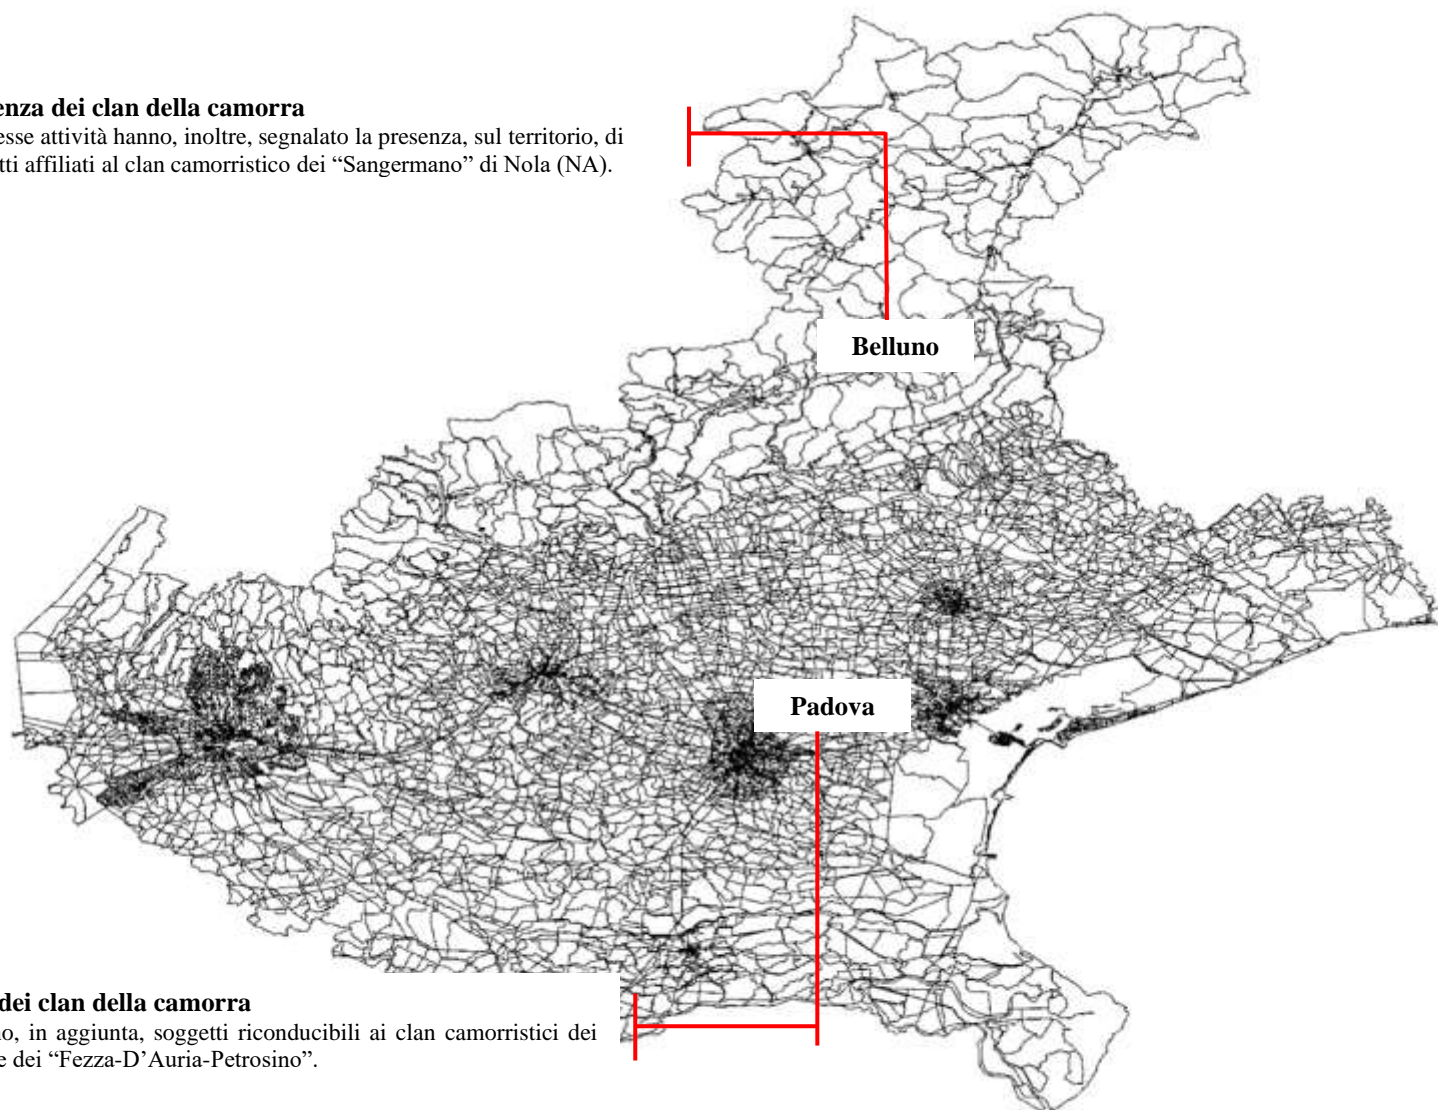 enza dei clan della camorra
esse attività hanno, inoltre, segnalato la presenza, sul territorio, di
tti affiliati al clan camorristico dei “Sangermano” di Nola (NA).
Belluno
Padova
dei clan della camorra
no, in aggiunta, soggetti riconducibili ai clan camorristici dei
e dei “Fezza-D’Auria-Petrosino”.